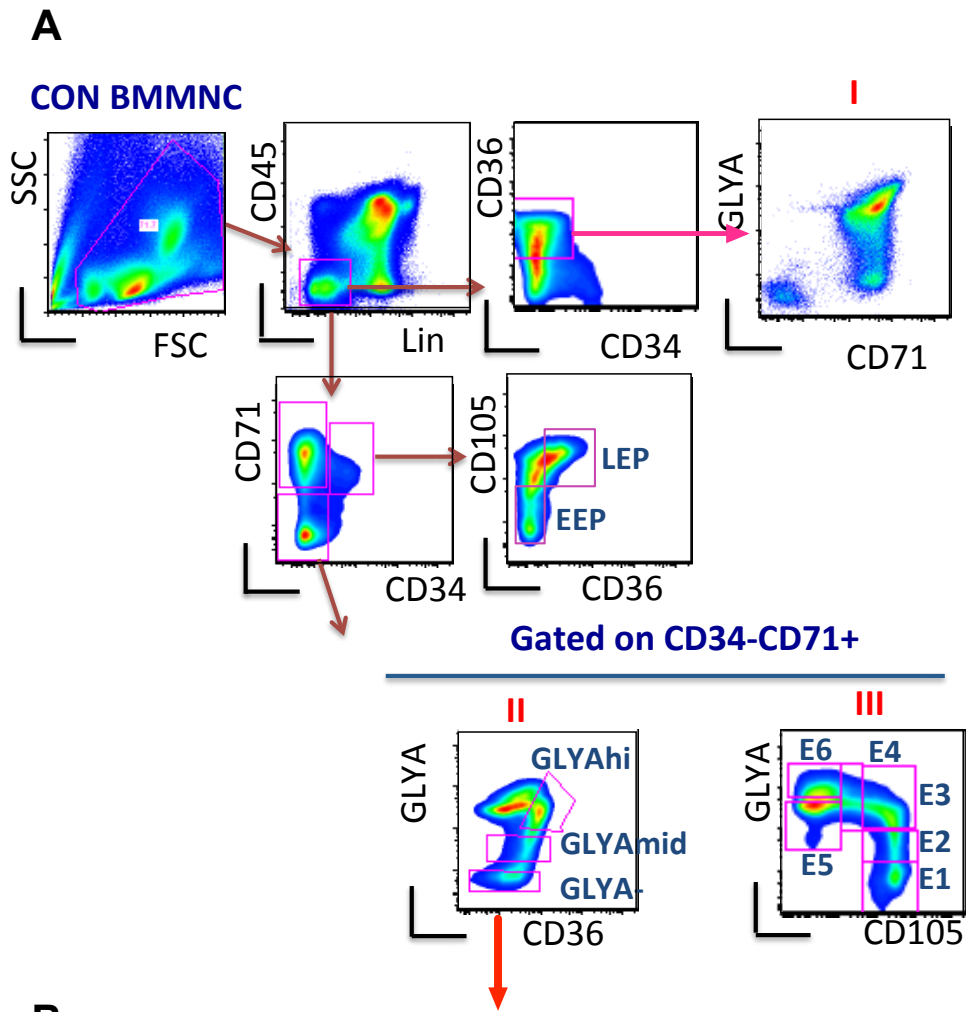 A
CON BMMNC
I
SSC
FSC
CD45
Lin
CD36
CD34
GLYA
CD71
CD71
CD34
CD105
CD36
LEP
EEP
Gated on CD34-CD71+
II
III
GLYA
CD36
GLYAhi
GLYAmid
GLYA-
GLYA
CD105
E6
E4
E3
E2
E5
E1